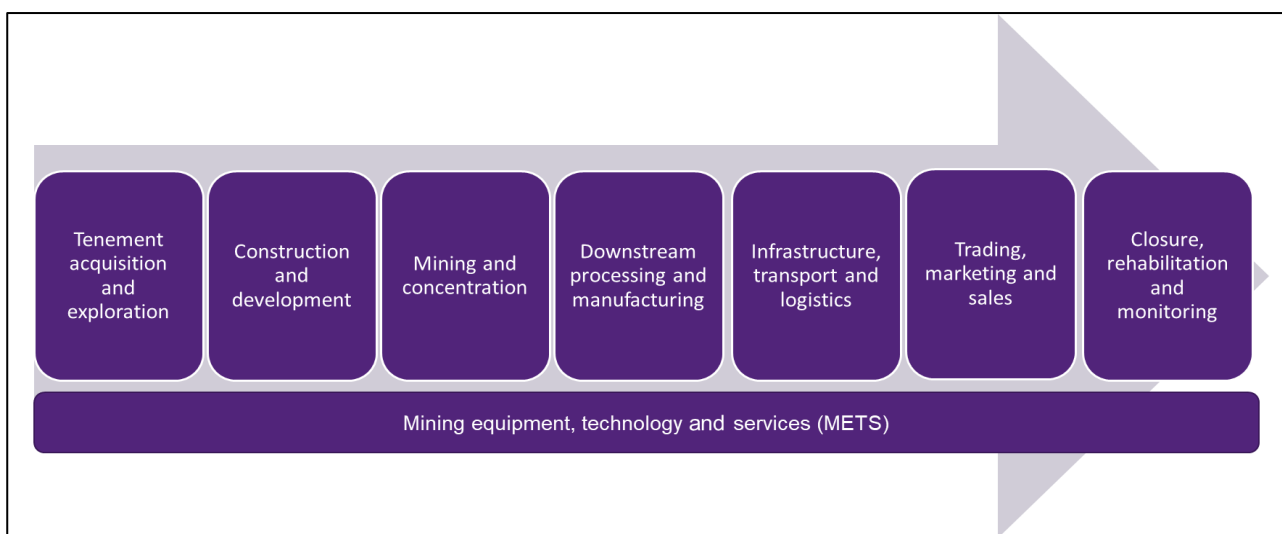 Tenement
acquisition
and
exploration
Construction
and
development
Mining and
concentration
Downstream
processing and
manufacturing
Infrastructure,
transport and
logistics
Trading,
marketing and
sales
Closure,
rehabilitation
and
monitoring
Mining equipment, technology and services (METS)